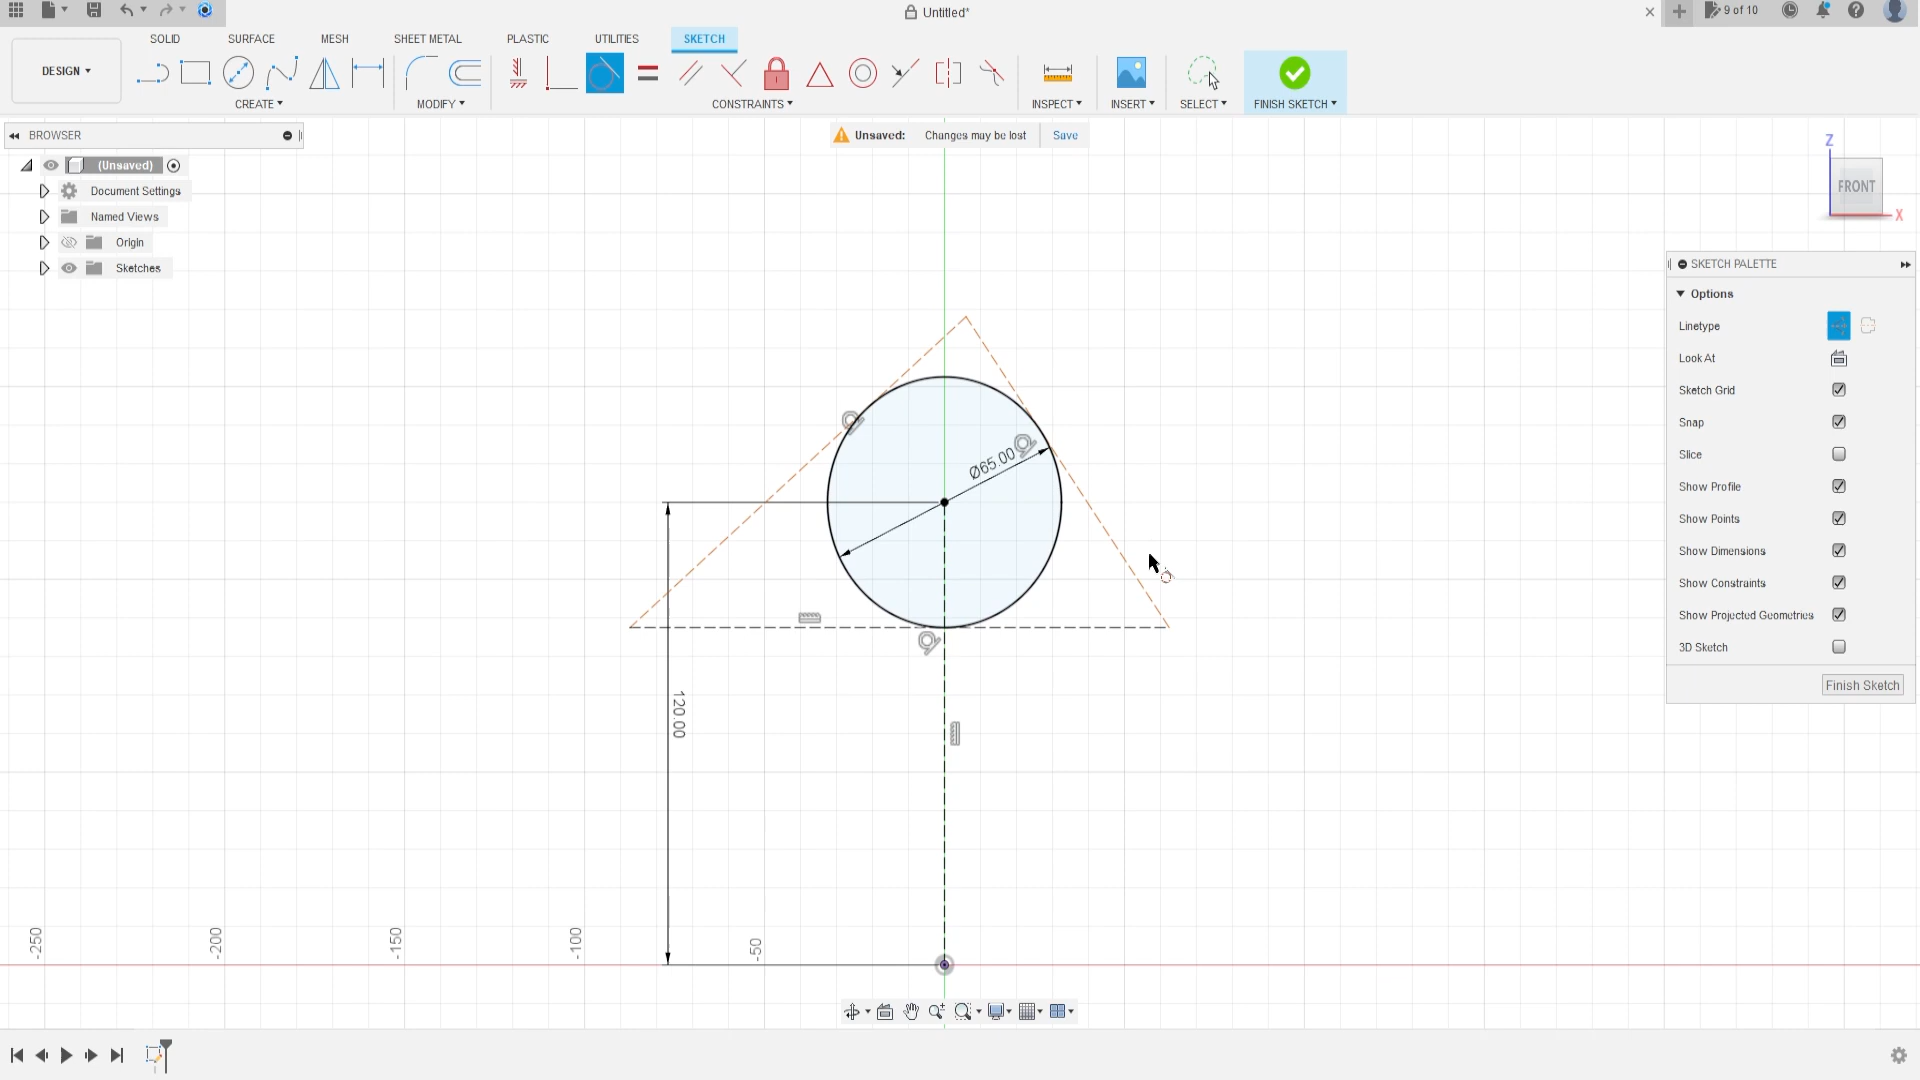 Untitled*
9 of 10
SOLID SURFACE MESH SHEET METAL PLASTIC UTILITIES SKETCH
DESIGN
CREATE MODIFY CONSTRAINTS INSPECT INSERT SELECT FINISH SKETCH
BROWSER
Unsaved: Changes may be lost Save
(Unsaved)
Document Settings
Named Views
Origin
Sketches
Z
FRONT
X
SKETCH PALETTE
Options
Linetype
Look At
Sketch Grid
Snap
Slice
Show Profile
Show Points
Show Dimensions
Show Constraints
Show Projected Geometries
3D Sketch
Finish Sketch
Ø65.00
120.00
-250
-200
-150
-100
-50